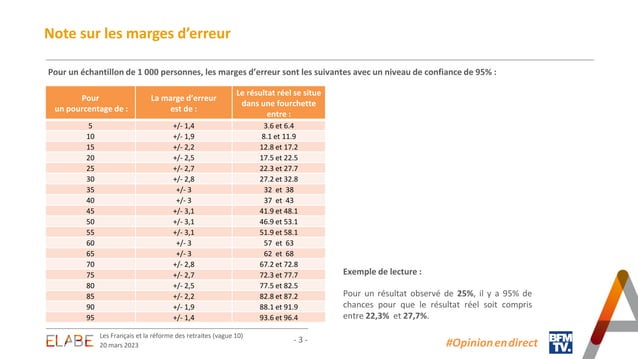 Note sur les marges d’erreur
Pour un échantillon de 1 000 personnes, les marges d’erreur sont les suivantes avec un niveau de confiance de 95% :
Pour un pourcentage de : | La marge d’erreur est de : | Le résultat réel se situe dans une fourchette entre :
5 +/- 1,4 3.6 et 6.4
10 +/- 1,9 8.1 et 11.9
15 +/- 2,2 12.8 et 17.2
20 +/- 2,5 17.5 et 22.5
25 +/- 2,7 22.3 et 27.7
30 +/- 2,8 27.2 et 32.8
35 +/- 3 32 et 38
40 +/- 3 37 et 43
45 +/- 3,1 41.9 et 48.1
50 +/- 3,1 46.9 et 53.1
55 +/- 3,1 51.9 et 58.1
60 +/- 3 57 et 63
65 +/- 3 62 et 68
70 +/- 2,8 67.2 et 72.8
75 +/- 2,7 72.3 et 77.7
80 +/- 2,5 77.5 et 82.5
85 +/- 2,2 82.8 et 87.2
90 +/- 1,9 88.1 et 91.9
95 +/- 1,4 93.6 et 96.4
Exemple de lecture :
Pour un résultat observé de 25%, il y a 95% de
chances pour que le résultat réel soit compris
entre 22,3% et 27,7%.
ELABE
Les Français et la réforme des retraites (vague 10)
20 mars 2023
- 3 -
#Opinion en direct
BFM
TV.